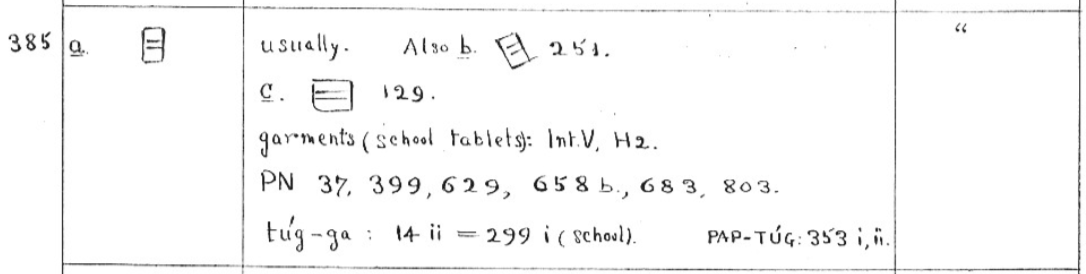 385 a. usually. Also b. 251. “
c. 129.
garments (school tablets): Int. V, H2.
PN 37, 399, 629, 658 b., 683, 803.
túg-ga : 14 ii = 299 i (school). PAP-TÚG: 353 i, ii.